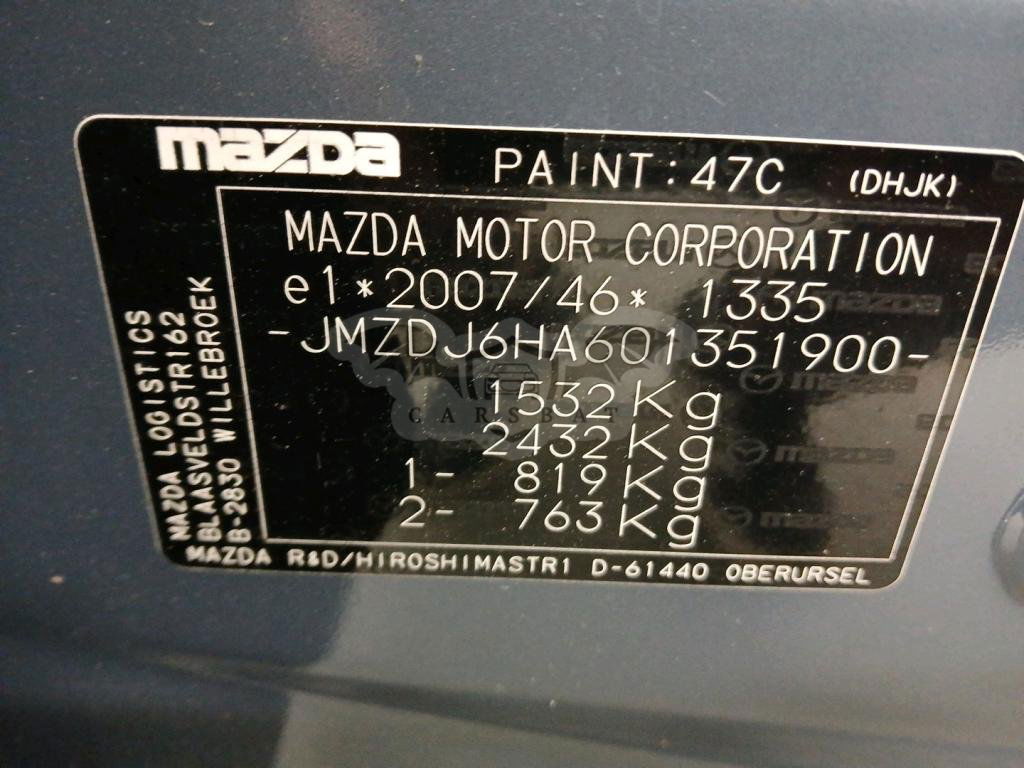 mazda PAINT: 47C (DHJK)
MAZDA MOTOR CORPORATION
e1*2007/46* 1335
-JMZDJ6HA601351900-
1532Kg
2432Kg
1- 819Kg
2- 763Kg
MAZDA LOGISTICS
BLAASVELDSTR162
B-2830 WILLEBROEK
MAZDA R&D/HIROSHIMASTR1 D-61440 OBERURSEL
CARSBAT